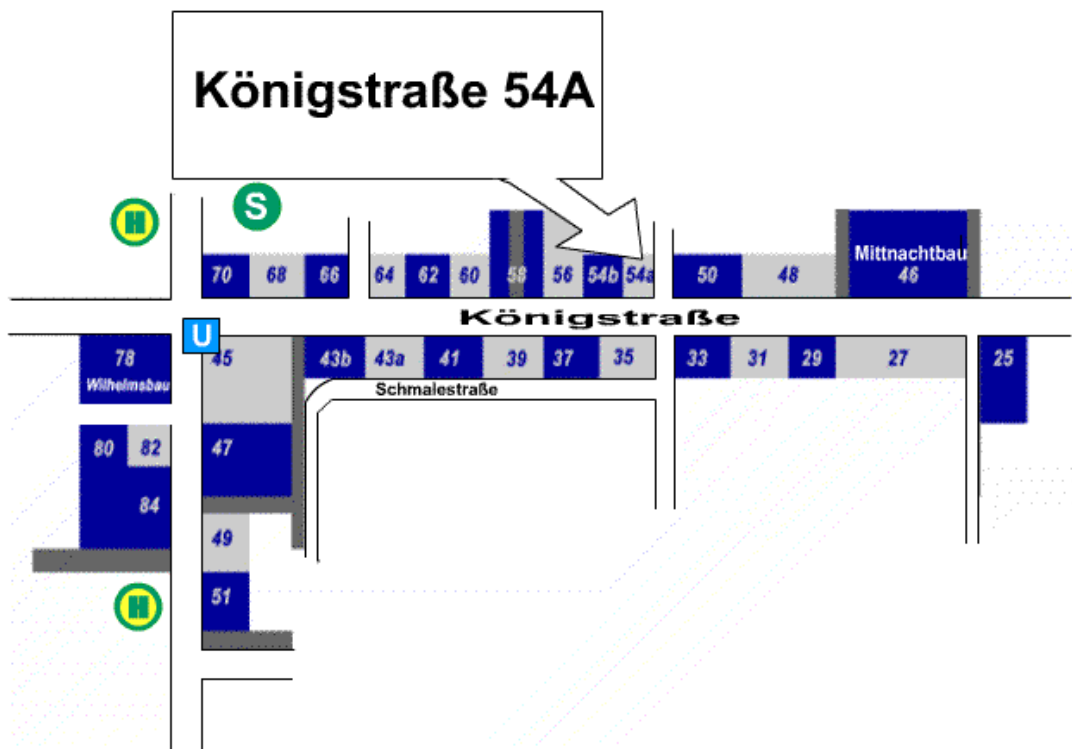 Königstraße 54A
H
S
Mittnachtbau
70 68 66 64 62 60 58 56 54b 54a 50 48 46
Königstraße
U
78 45 43b 43a 41 39 37 35 33 31 29 27 25
Wilhelmsbau
Schmalestraße
80 82 47
84
49
H
51